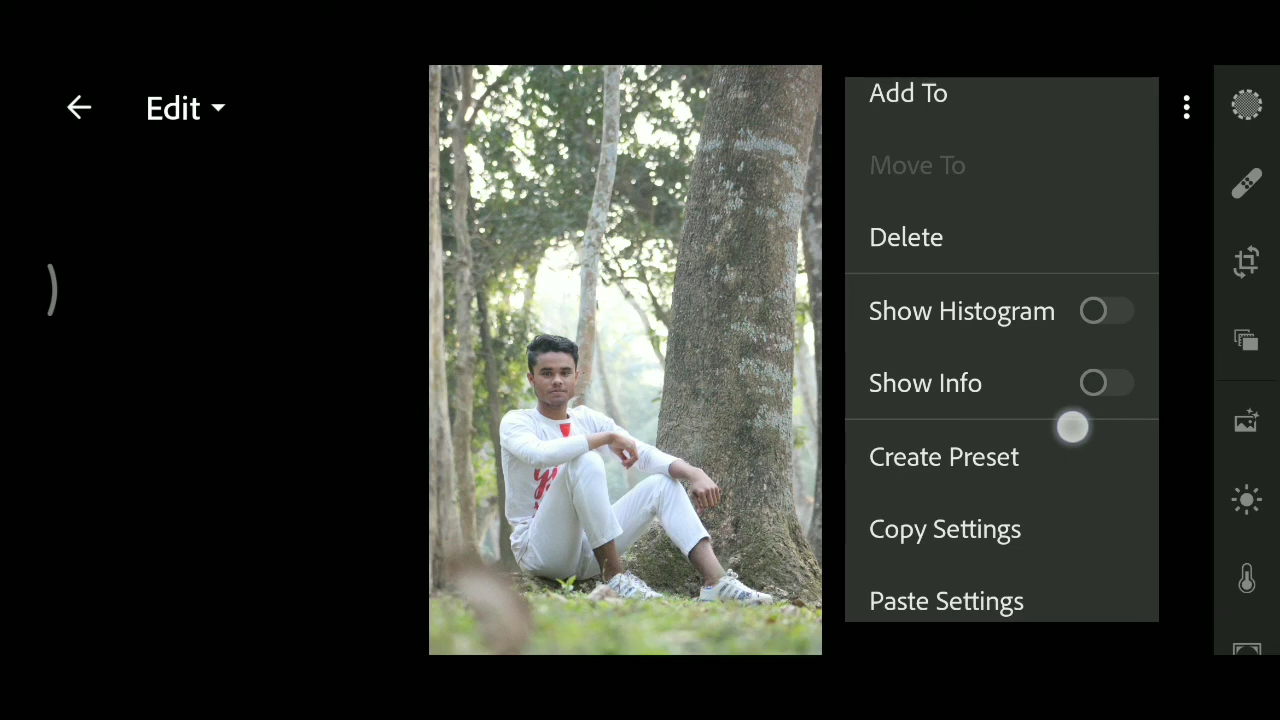 Edit
Add To
Move To
Delete
Show Histogram
Show Info
Create Preset
Copy Settings
Paste Settings